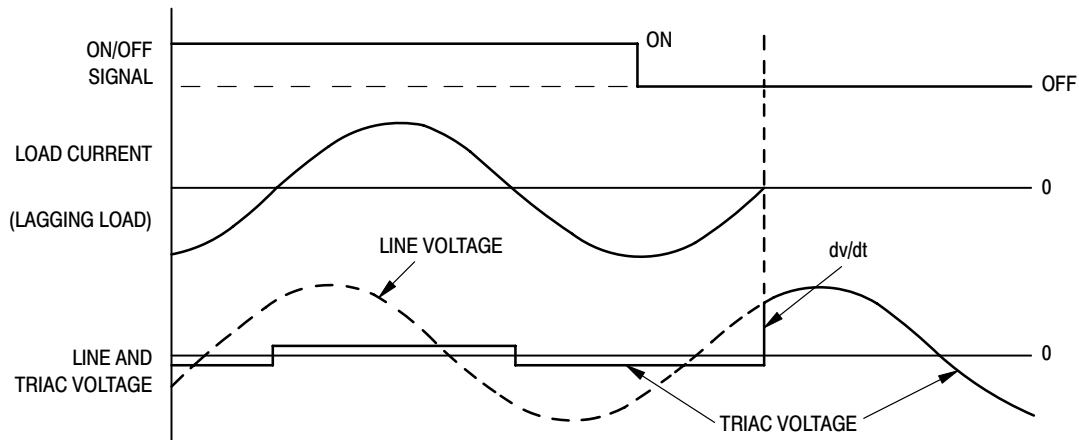 ON/OFF
SIGNAL
ON
OFF
LOAD CURRENT
0
(LAGGING LOAD)
LINE VOLTAGE
dv/dt
LINE AND
TRIAC VOLTAGE
0
TRIAC VOLTAGE